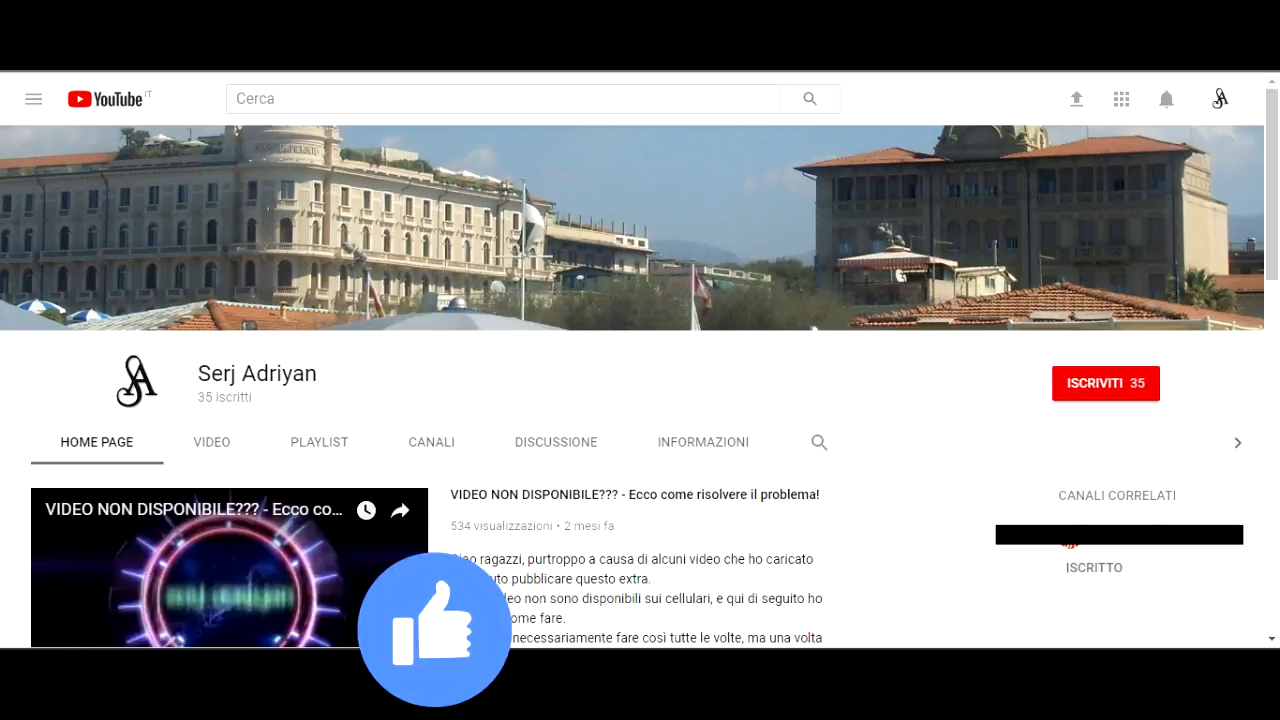 YouTube IT
Cerca
Serj Adriyan
35 iscritti
ISCRIVITI 35
HOME PAGE
VIDEO
PLAYLIST
CANALI
DISCUSSIONE
INFORMAZIONI
VIDEO NON DISPONIBILE??? - Ecco co...
VIDEO NON DISPONIBILE??? - Ecco come risolvere il problema!
534 visualizzazioni • 2 mesi fa
ragazzi, purtroppo a causa di alcuni video che ho caricato
pubblicare questo extra.
non sono disponibili sui cellulari, e qui di seguito ho
fare.
necessariamente fare così tutte le volte, ma una volta
CANALI CORRELATI
ISCRITTO